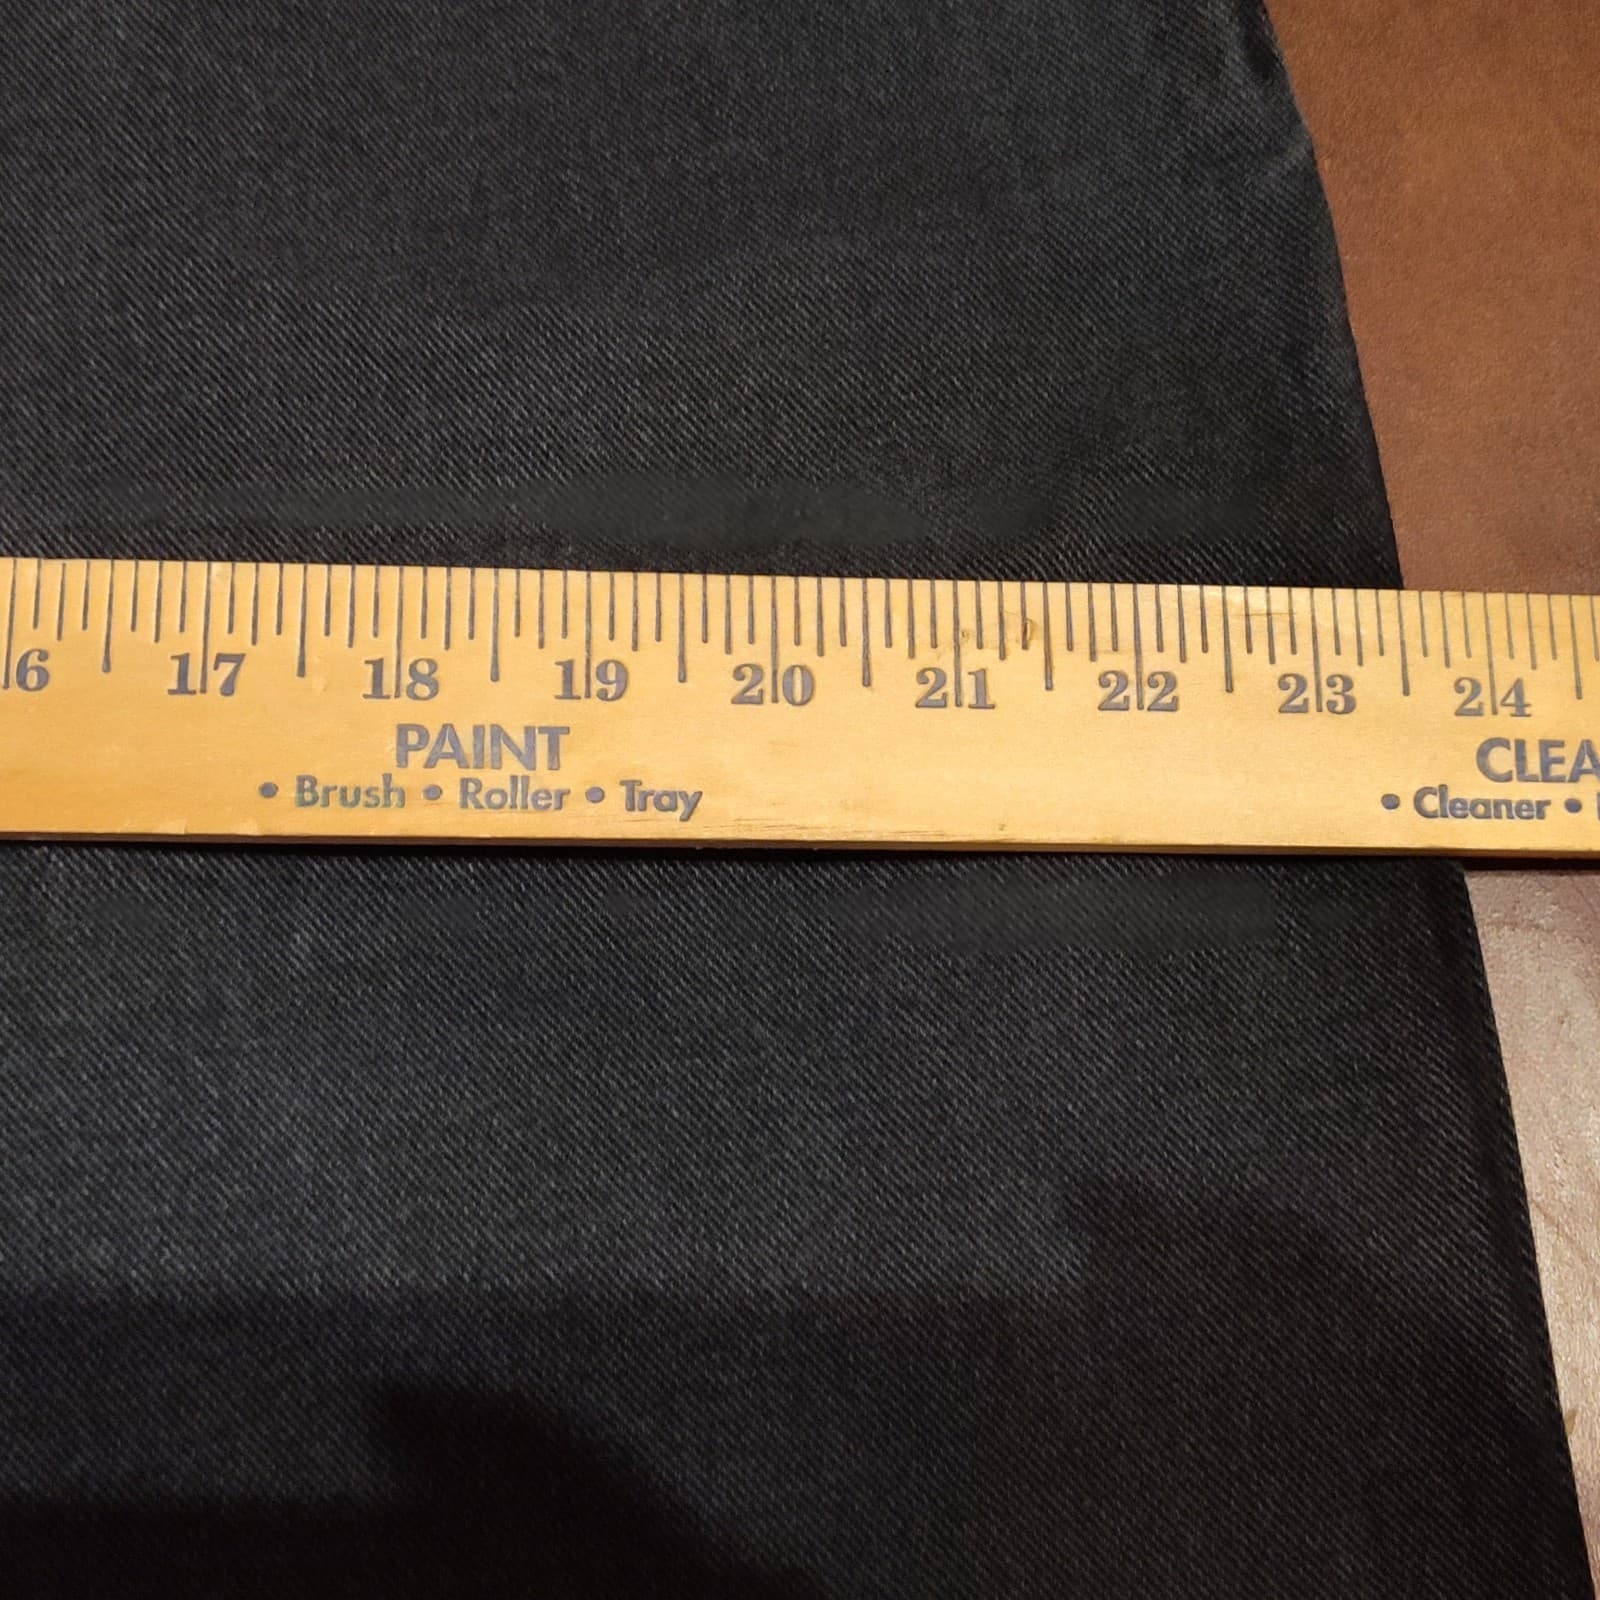 6 17 18 19 20 21 22 23 24
PAINT
• Brush • Roller • Tray
CLEA
• Cleaner •